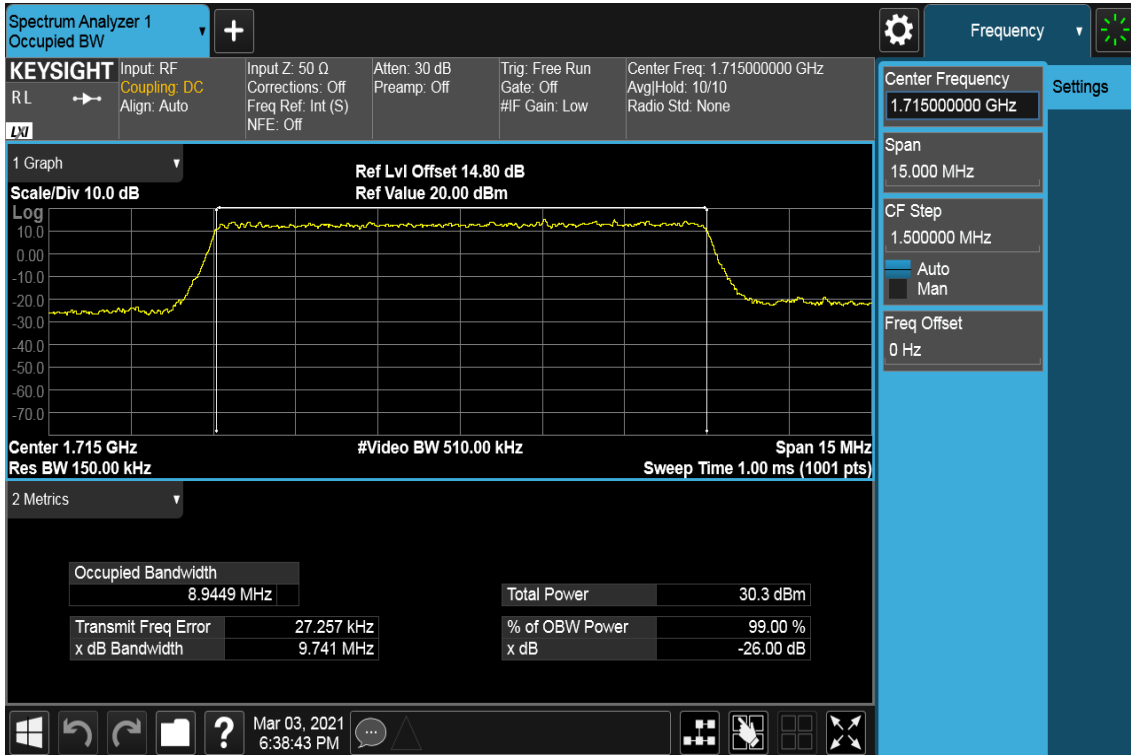 Spectrum Analyzer 1
Occupied BW
+
Frequency
KEYSIGHT
R L
LXI
Input: RF
Coupling: DC
Align: Auto
Input Z: 50 Ω
Corrections: Off
Freq Ref: Int (S)
NFE: Off
Atten: 30 dB
Preamp: Off
Trig: Free Run
Gate: Off
#IF Gain: Low
Center Freq: 1.715000000 GHz
Avg|Hold: 10/10
Radio Std: None
Center Frequency
1.715000000 GHz
Settings
Span
15.000 MHz
CF Step
1.500000 MHz
Auto
Man
Freq Offset
0 Hz
1 Graph
Ref Lvl Offset 14.80 dB
Scale/Div 10.0 dB
Ref Value 20.00 dBm
Log
10.0
0.00
-10.0
-20.0
-30.0
-40.0
-50.0
-60.0
-70.0
Center 1.715 GHz
#Video BW 510.00 kHz
Span 15 MHz
Res BW 150.00 kHz
Sweep Time 1.00 ms (1001 pts)
2 Metrics
Occupied Bandwidth
8.9449 MHz
Total Power 30.3 dBm
Transmit Freq Error 27.257 kHz
% of OBW Power 99.00 %
x dB Bandwidth 9.741 MHz
x dB -26.00 dB
?
Mar 03, 2021
6:38:43 PM